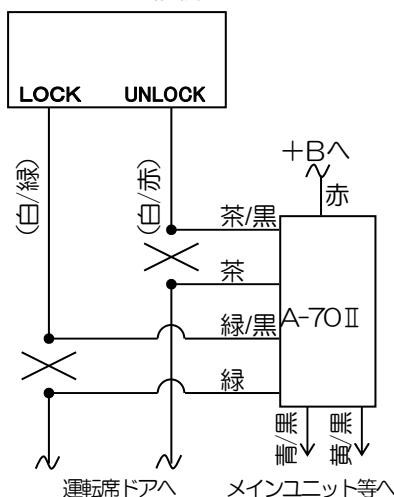 LOCK UNLOCK
+Bへ
赤
(白/緑)
(白/赤)
茶/黒
茶
緑/黒
A-70Ⅱ
緑
青/黒
黄/黒
運転席ドアへ
メインユニット等へ